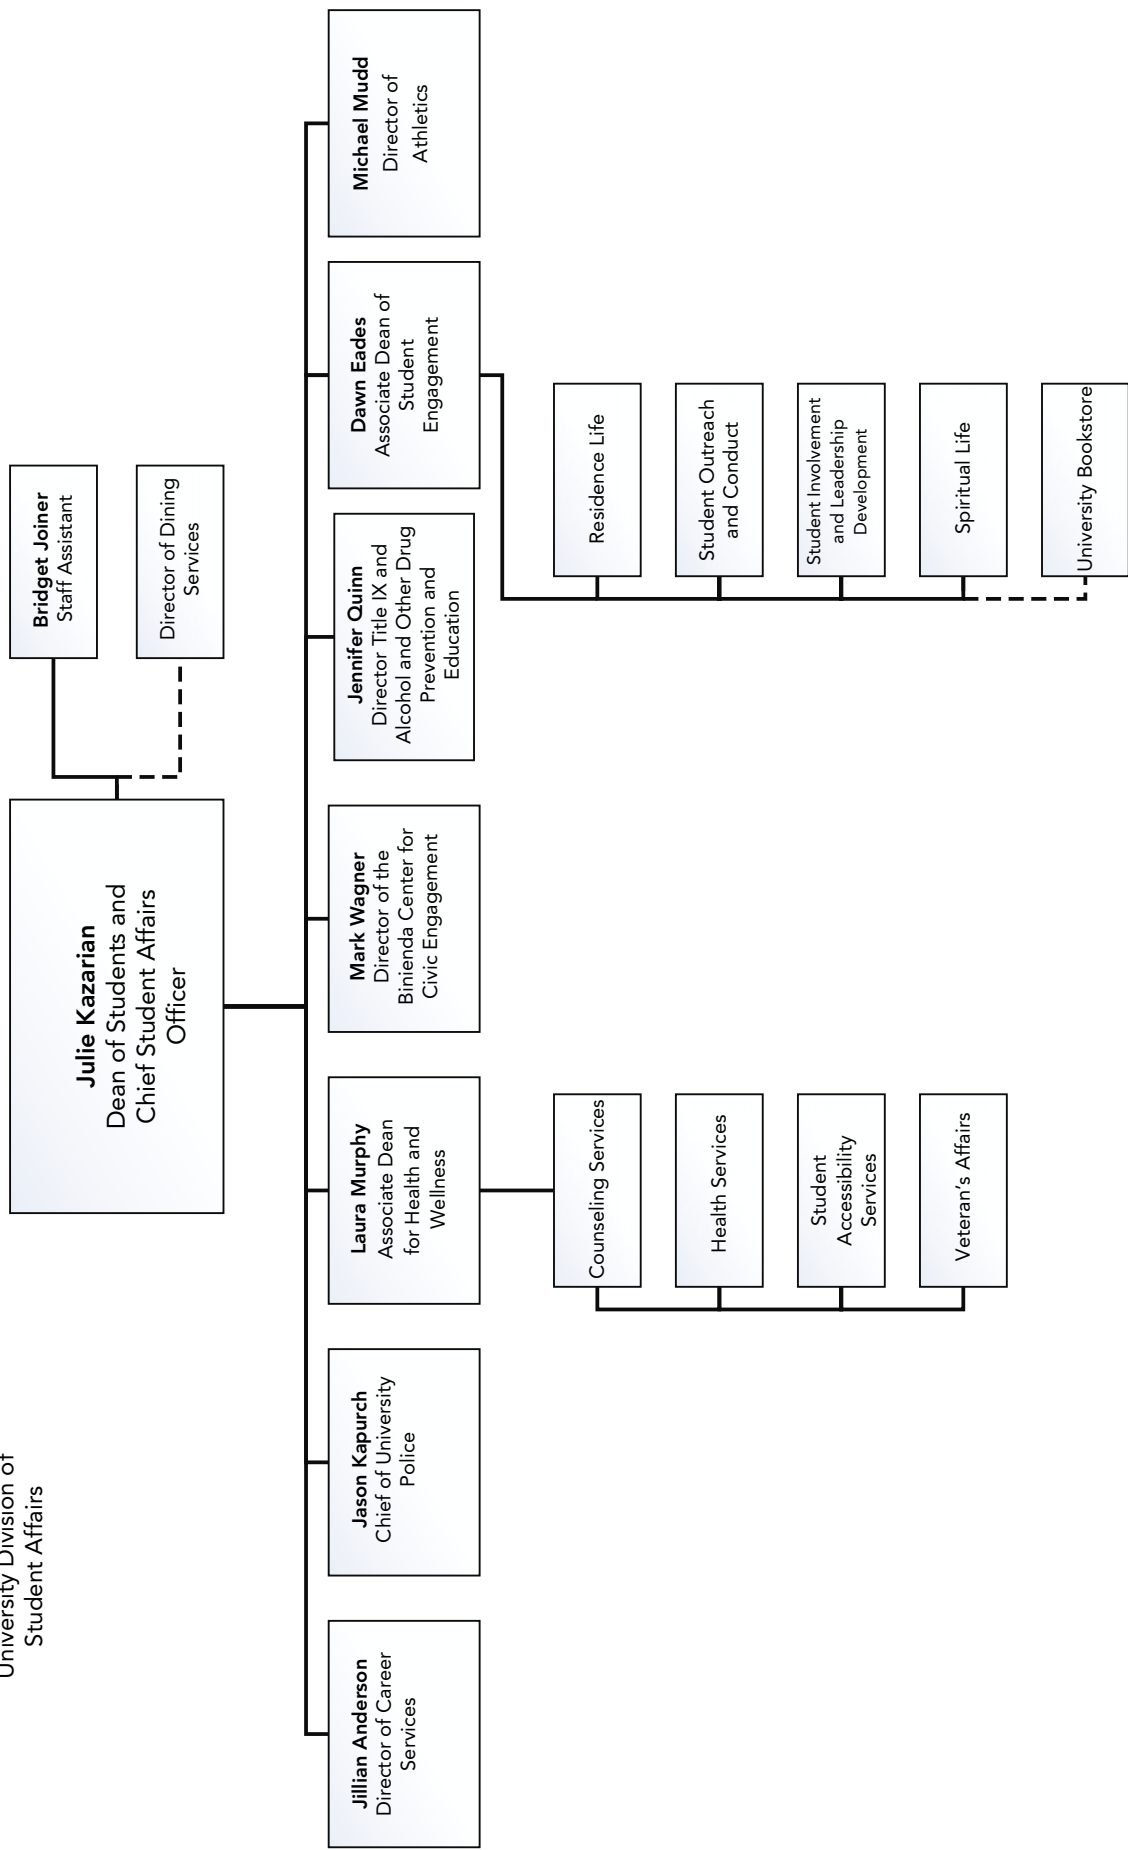 University Division of
Student Affairs
Julie Kazarian
Dean of Students and
Chief Student Affairs
Officer
Bridget Joiner
Staff Assistant
Director of Dining
Services
Jillian Anderson
Director of Career
Services
Jason Kapurch
Chief of University
Police
Laura Murphy
Associate Dean
for Health and
Wellness
Mark Wagner
Director of the
Binienda Center for
Civic Engagement
Jennifer Quinn
Director Title IX and
Alcohol and Other Drug
Prevention and
Education
Dawn Eades
Associate Dean of
Student
Engagement
Michael Mudd
Director of
Athletics
Counseling Services
Health Services
Student
Accessibility
Services
Veteran's Affairs
Residence Life
Student Outreach
and Conduct
Student Involvement
and Leadership
Development
Spiritual Life
University Bookstore